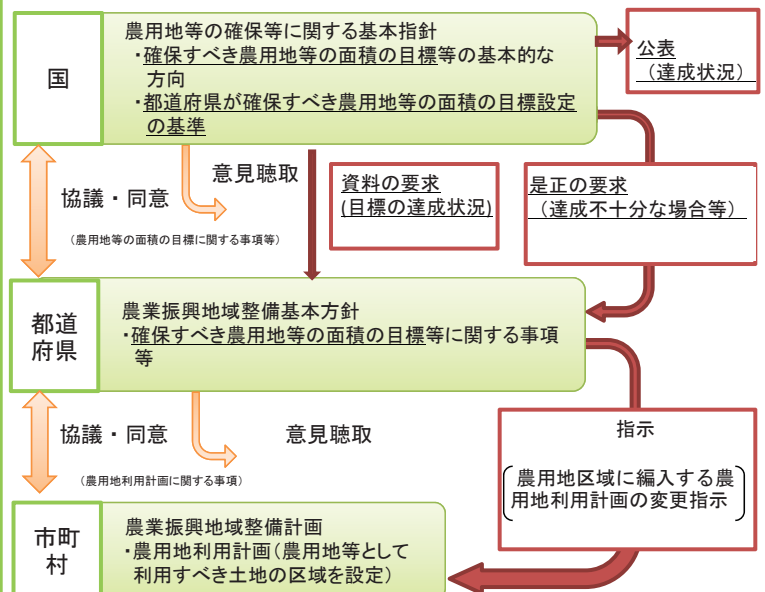 国
農用地等の確保等に関する基本指針
・確保すべき農用地等の面積の目標等の基本的な
方向
・都道府県が確保すべき農用地等の面積の目標設定
の基準
公表
(達成状況)
協議・同意
意見聴取
(農用地等の面積の目標に関する事項等)
資料の要求
(目標の達成状況)
是正の要求
(達成不十分な場合等)
都道
府県
農業振興地域整備基本方針
・確保すべき農用地等の面積の目標等に関する事項
等
協議・同意
意見聴取
(農用地利用計画に関する事項)
指示
農用地区域に編入する農
用地利用計画の変更指示
市町
村
農業振興地域整備計画
・農用地利用計画(農用地等として
利用すべき土地の区域を設定)